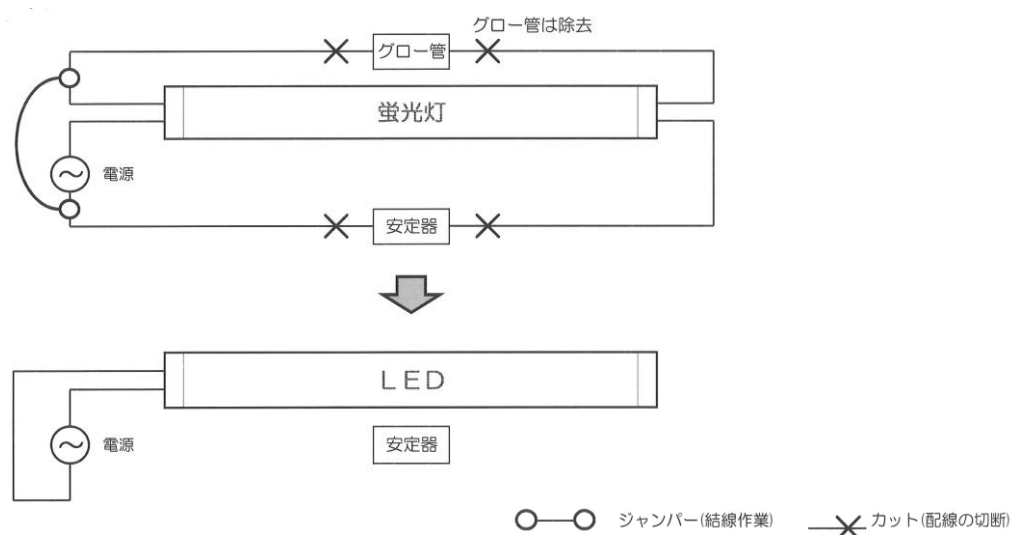 グロー管は除去
グロー管
蛍光灯
電源
安定器
LED
電源
安定器
ジャンパー(結線作業)
カット(配線の切断)